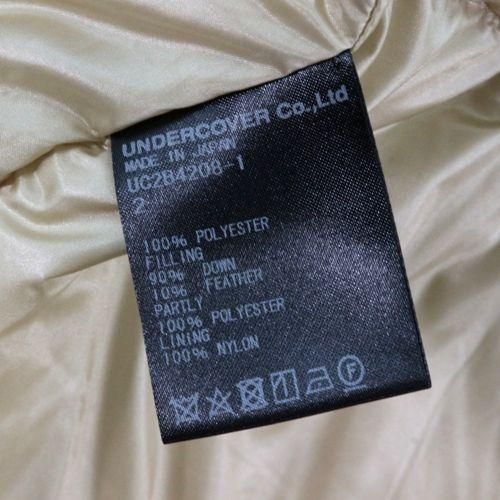 UNDERCOVER Co.,Ltd
MADE IN JAPAN
UC2B4208-1
2
100% POLYESTER
FILLING
90% DOWN
10% FEATHER
PARTLY
100% POLYESTER
LINING
100% NYLON
F